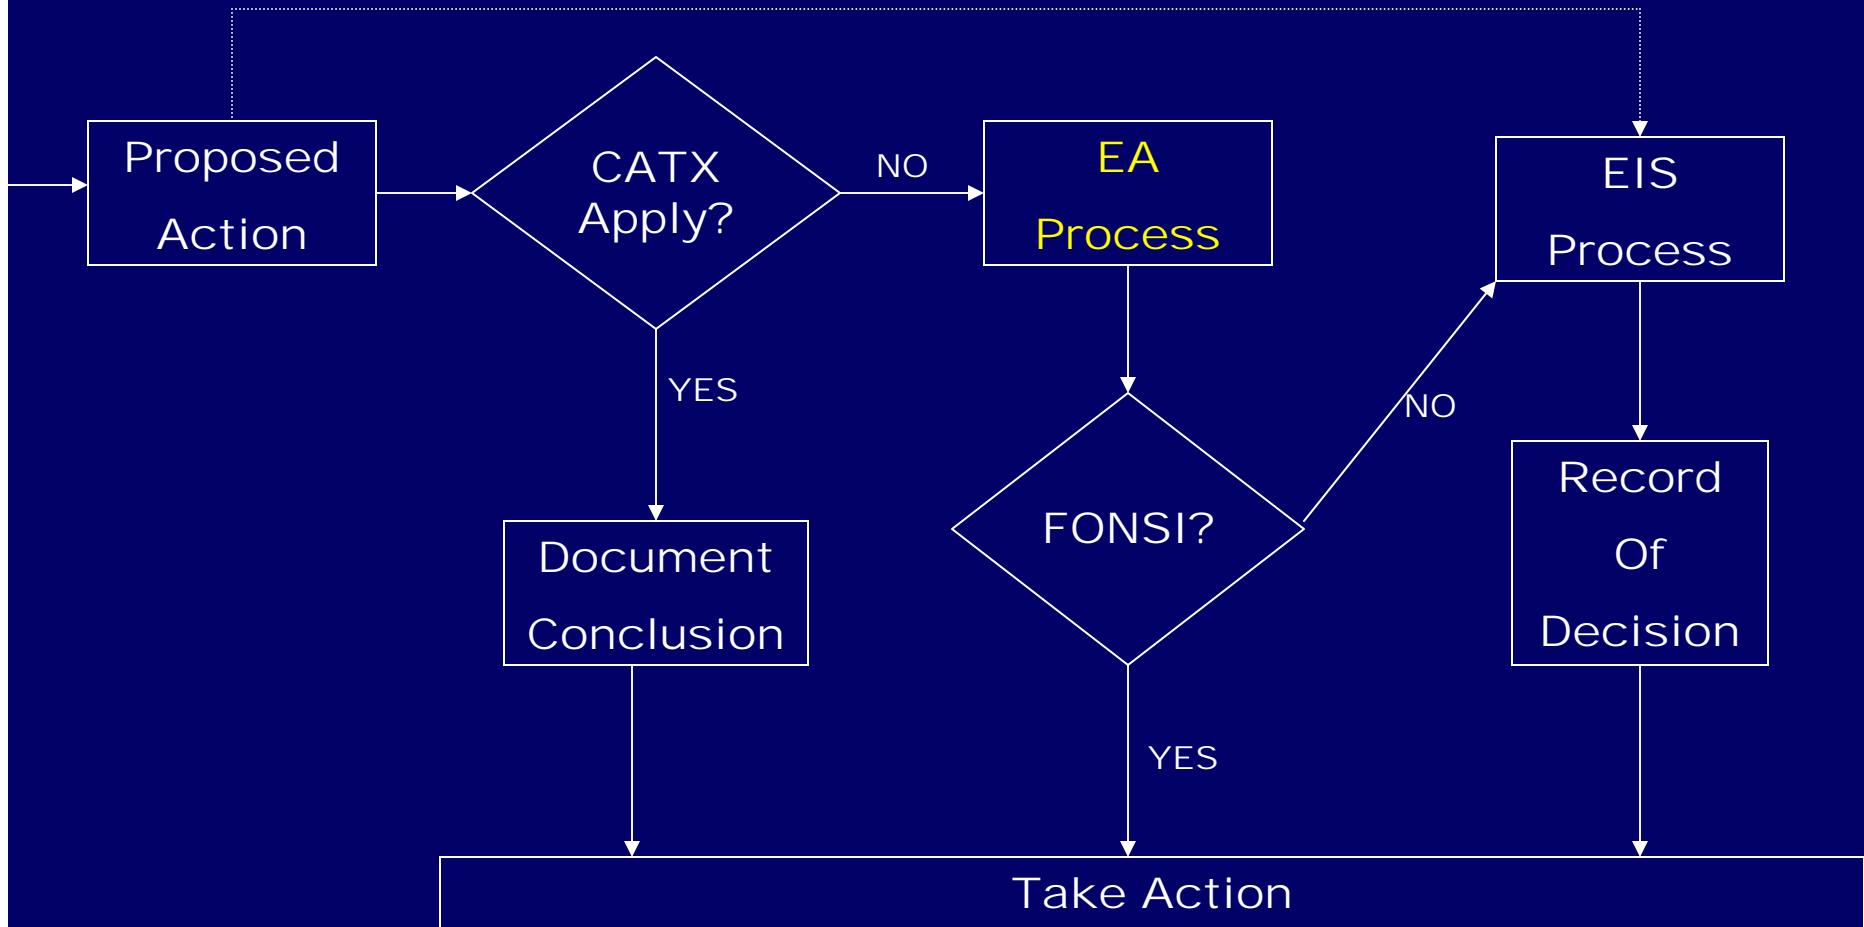 Proposed
Action
CATX
Apply?
NO
EA
Process
EIS
Process
YES
NO
Document
Conclusion
FONSI?
Record
Of
Decision
YES
Take Action